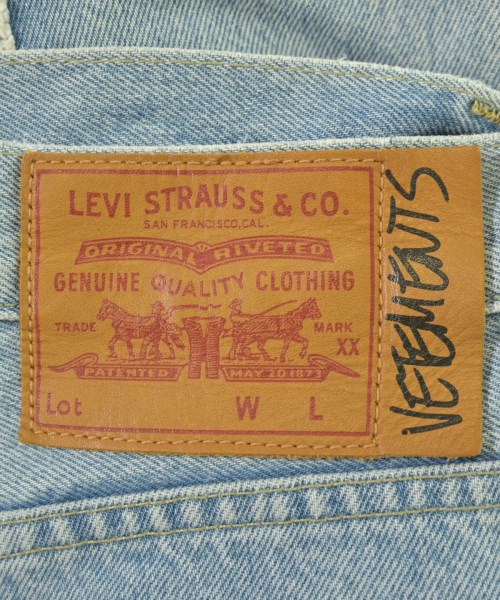 LEVI STRAUSS & CO.
SAN FRANCISCO, CAL.
ORIGINAL RIVETED
GENUINE QUALITY CLOTHING
TRADE MARK
XX
PATENTED MAY 20 1873
Lot W L
VETEMENTS